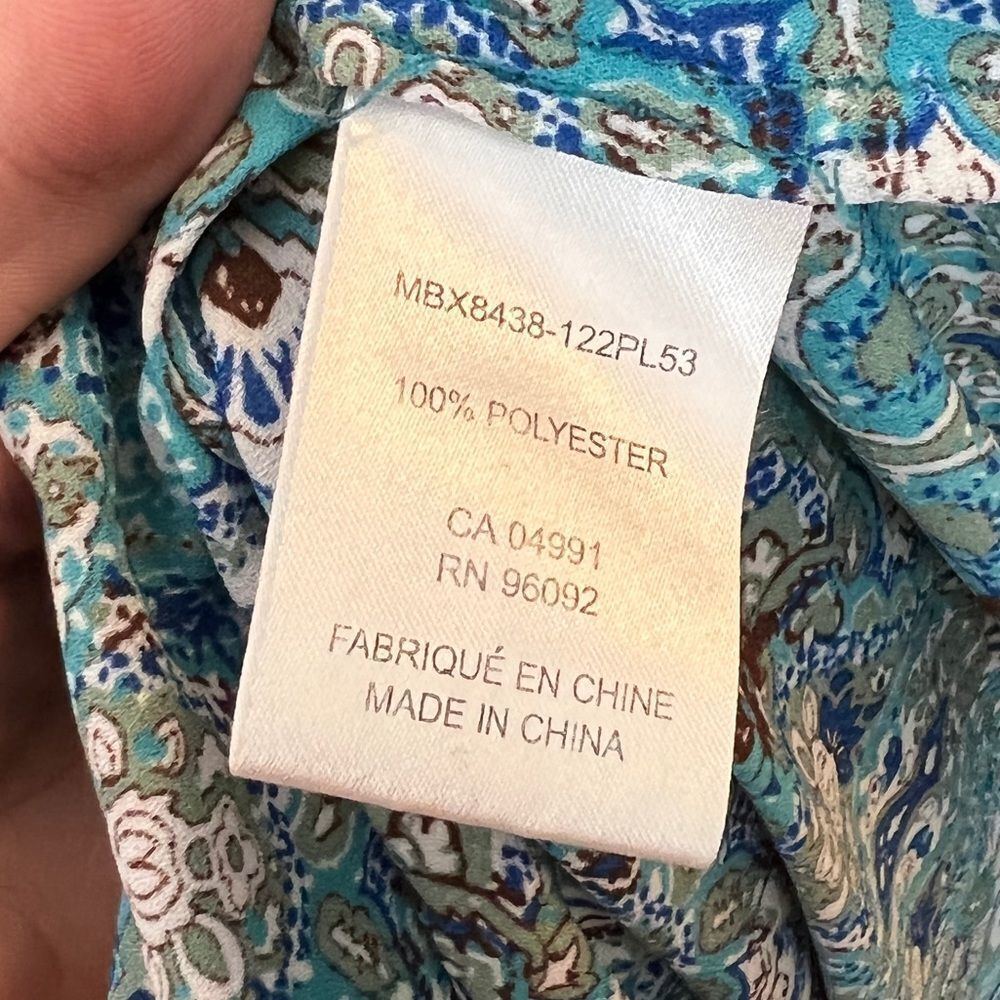 MBX8438-122PL53
100% POLYESTER
CA 04991
RN 96092
FABRIQUÉ EN CHINE
MADE IN CHINA